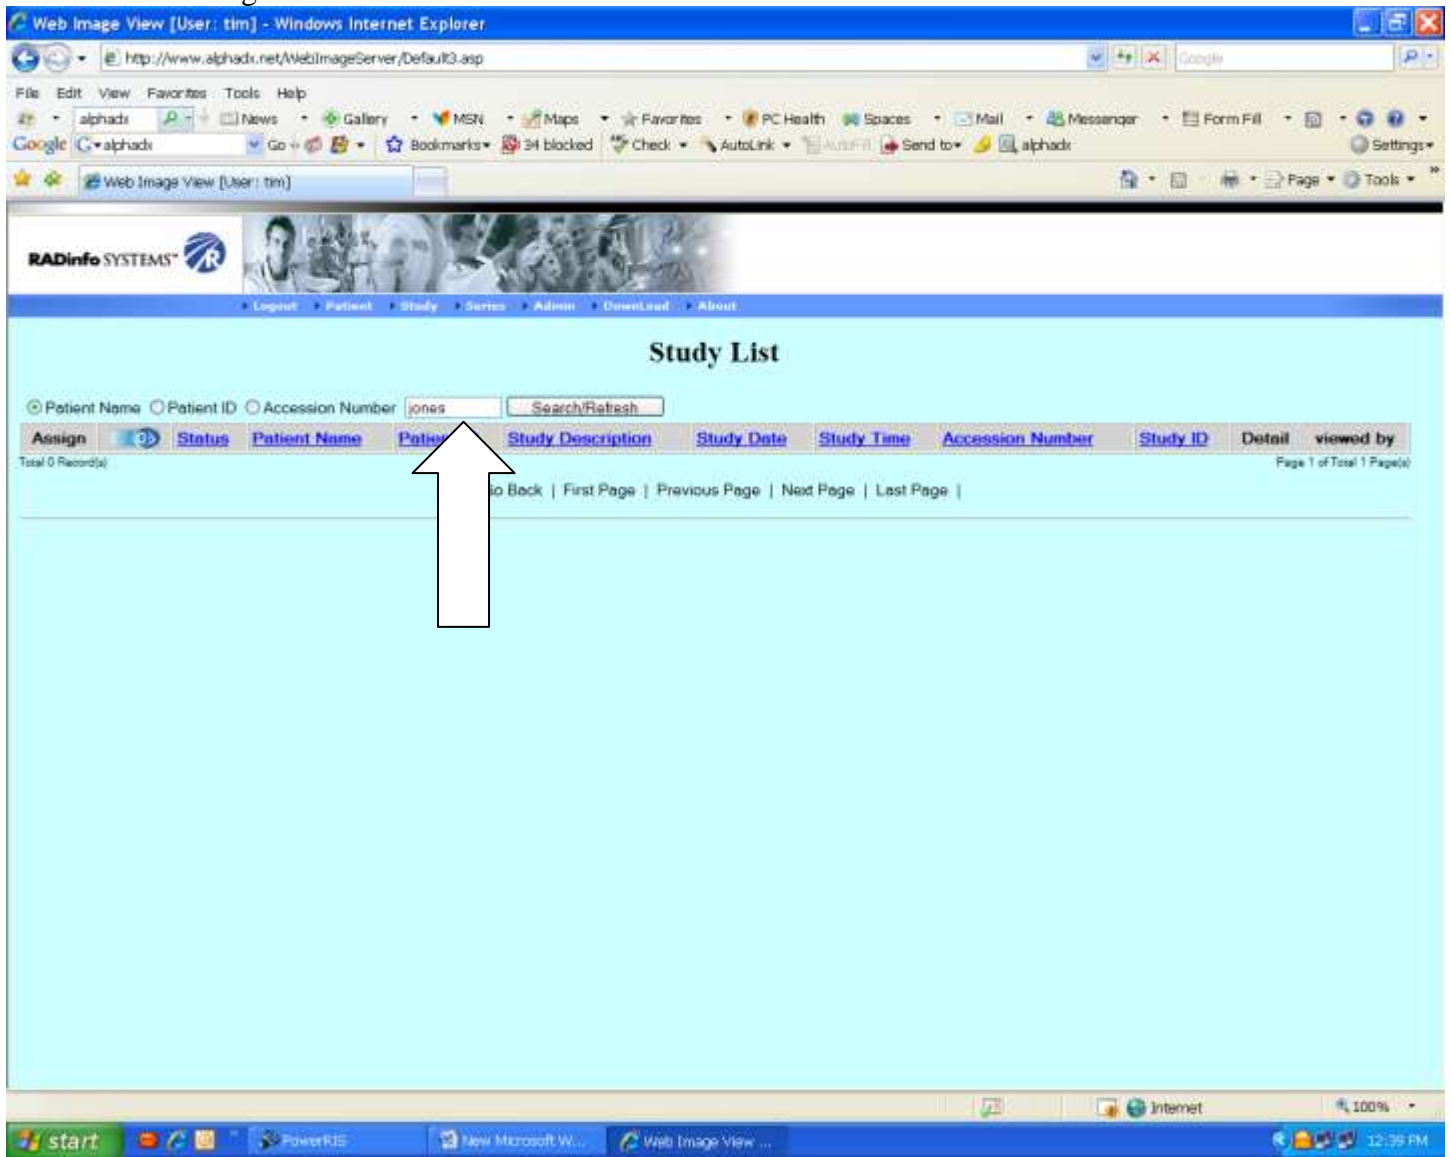 Web Image View [User: tim] - Windows Internet Explorer
http://www.alphadx.net/WebImageServer/Default3.asp
Google
File Edit View Favorites Tools Help
alphadx News Gallery MSN Maps Favorites PC Health Spaces Mail Messenger Form Fill
Google alphadx Go Bookmarks 34 blocked Check AutoLink AutoFill Send to alphadx Settings
Web Image View [User: tim] Page Tools
RADinfo SYSTEMS
Logout Patient Study Series Admin DownLoad About
Study List
Patient Name Patient ID Accession Number jones Search/Refresh
Assign Status Patient Name Patien Study Description Study Date Study Time Accession Number Study ID Detail viewed by
Total 0 Record(s) Page 1 of Total 1 Page(s)
o Back | First Page | Previous Page | Next Page | Last Page |
Internet 100%
start PowerRIS New Microsoft W... Web Image View ... 12:39 PM